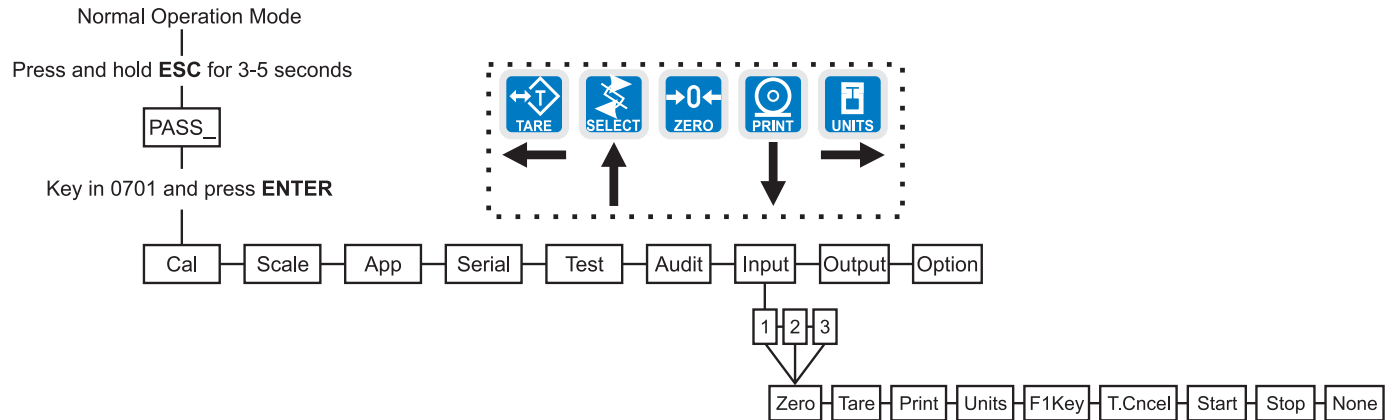 Normal Operation Mode
Press and hold ESC for 3-5 seconds
PASS_
Key in 0701 and press ENTER
T
TARE
SELECT
0
ZERO
PRINT
UNITS
Cal
Scale
App
Serial
Test
Audit
Input
Output
Option
1
2
3
Zero
Tare
Print
Units
F1Key
T.Cncel
Start
Stop
None